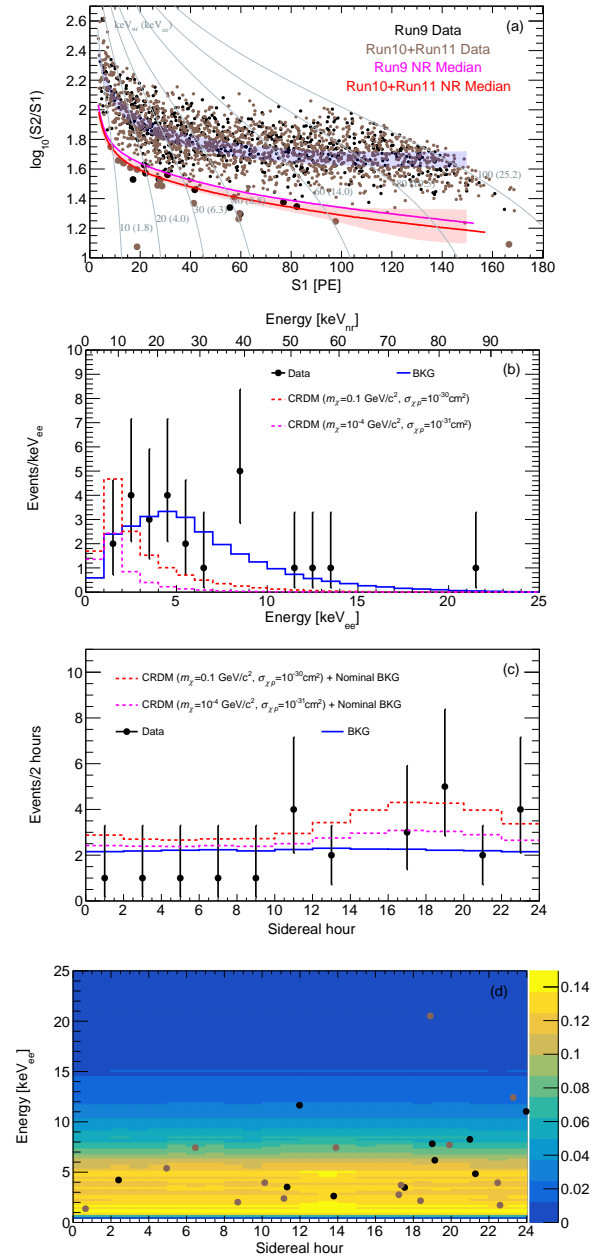 (a)
Run9 Data
Run10+Run11 Data
Run9 NR Median
Run10+Run11 NR Median
keVnr (keVee)
10 (1.8)
20 (4.0)
30 (6.3)
60 (14.0)
100 (25.2)
log10(S2/S1)
2.6
2.4
2.2
2
1.8
1.6
1.4
1.2
1
0 20 40 60 80 100 120 140 160 180
S1 [PE]
Energy [keVnr]
0 10 20 30 40 50 60 70 80 90
(b)
Data
BKG
CRDM (mχ=0.1 GeV/c², σχp=10⁻³⁰cm²)
CRDM (mχ=10⁻⁴ GeV/c², σχp=10⁻³¹cm²)
Events/keVee
10
9
8
7
6
5
4
3
2
1
0
0 5 10 15 20 25
Energy [keVee]
(c)
CRDM (mχ=0.1 GeV/c², σχp=10⁻³⁰cm²) + Nominal BKG
CRDM (mχ=10⁻⁴ GeV/c², σχp=10⁻³¹cm²) + Nominal BKG
Data
BKG
Events/2 hours
10
8
6
4
2
0
0 2 4 6 8 10 12 14 16 18 20 22 24
Sidereal hour
(d)
Energy [keVee]
25
20
15
10
5
0
0 2 4 6 8 10 12 14 16 18 20 22 24
Sidereal hour
0.14
0.12
0.1
0.08
0.06
0.04
0.02
0